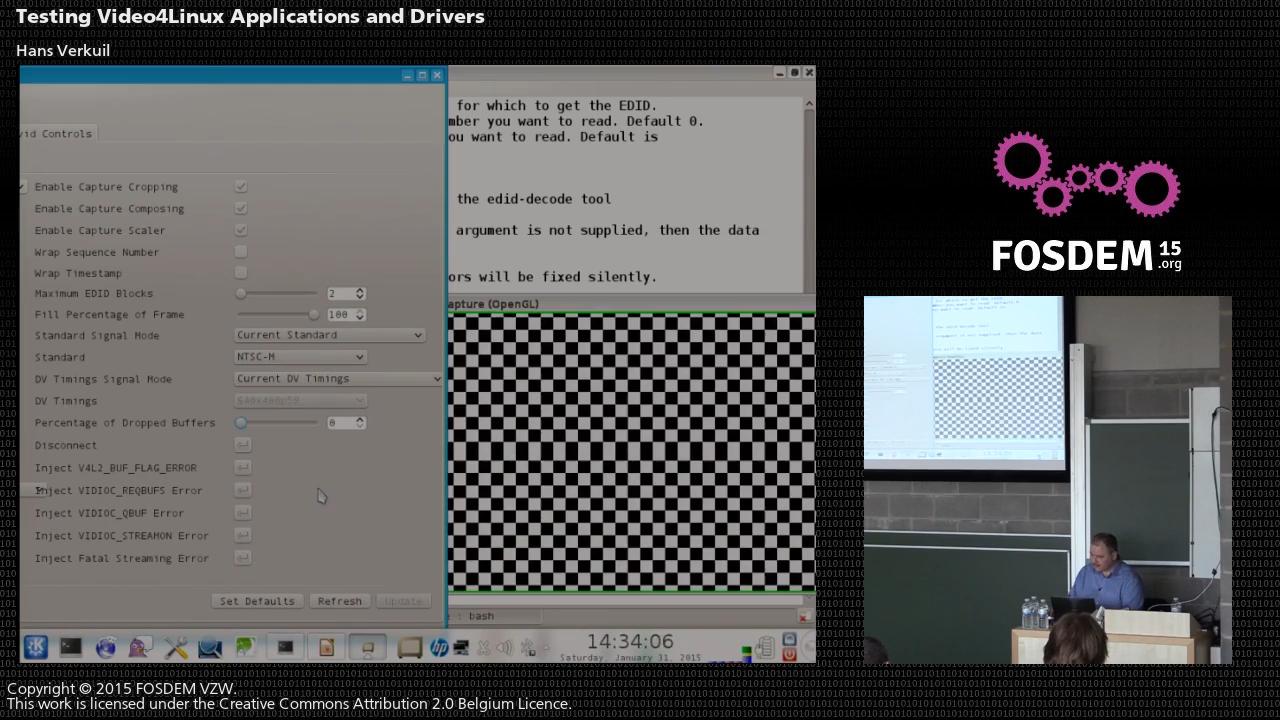 Testing Video4Linux Applications and Drivers
Hans Verkuil
vid Controls
Enable Capture Cropping
Enable Capture Composing
Enable Capture Scaler
Wrap Sequence Number
Wrap Timestamp
Maximum EDID Blocks 2
Fill Percentage of Frame 100
Standard Signal Mode Current Standard
Standard NTSC-M
DV Timings Signal Mode Current DV Timings
DV Timings
Percentage of Dropped Buffers 0
Disconnect
Inject V4L2_BUF_FLAG_ERROR
Inject VIDIOC_REQBUFS Error
Inject VIDIOC_QBUF Error
Inject VIDIOC_STREAMON Error
Inject Fatal Streaming Error
Set Defaults Refresh Update
for which to get the EDID.
mber you want to read. Default 0.
ou want to read. Default is
the edid-decode tool
argument is not supplied, then the data
ors will be fixed silently.
apture (OpenGL)
bash
hp
14:34:06
Saturday, January 31, 2015
FOSDEM 15
.org
Copyright © 2015 FOSDEM VZW.
This work is licensed under the Creative Commons Attribution 2.0 Belgium Licence.